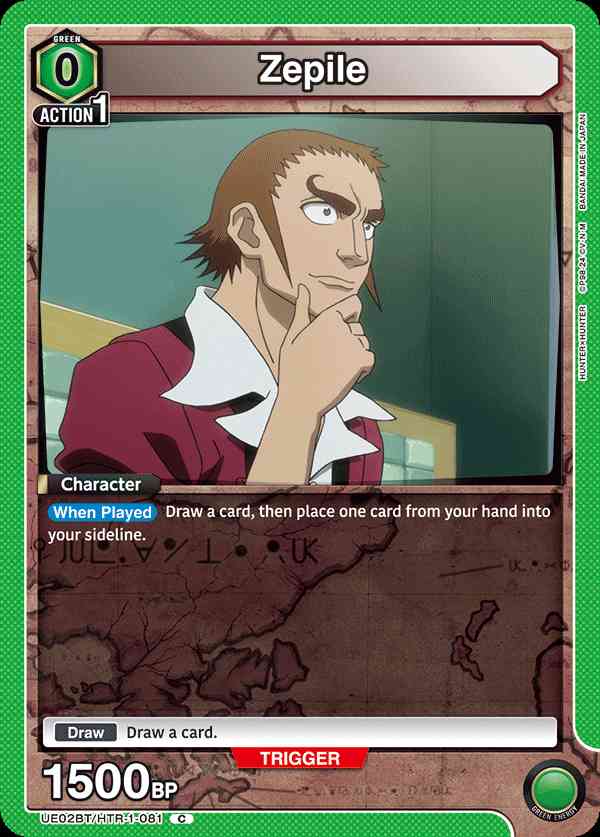 GREEN
0
ACTION 1
Zepile
HUNTER×HUNTER ©P98-24 ©V·N·M BANDAI MADE IN JAPAN
Character
When Played Draw a card, then place one card from your hand into
your sideline.
Draw Draw a card.
TRIGGER
1500BP
GREEN ENERGY
UE02BT/HTR-1-081 C